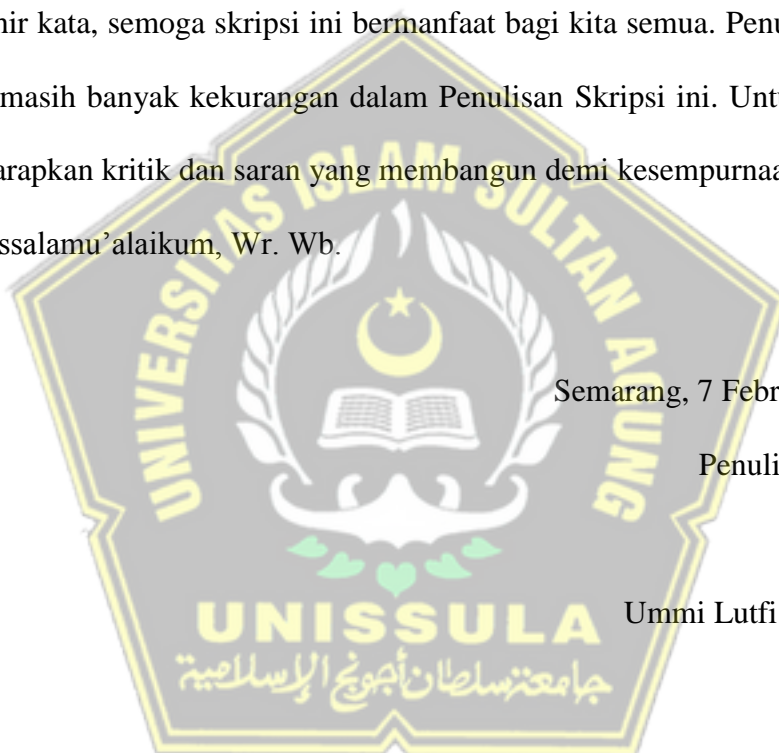 hir kata, semoga skripsi ini bermanfaat bagi kita semua. Penu
masih banyak kekurangan dalam Penulisan Skripsi ini. Unt
arapkan kritik dan saran yang membangun demi kesempurnaa
ssalamu’alaikum, Wr. Wb.
UNIVERSITAS ISLAM SULTAN AGUNG
Semarang, 7 Febr
Penuli
Ummi Lutfi
UNISSULA
جامعتنسلطان أجونج الإسلامية